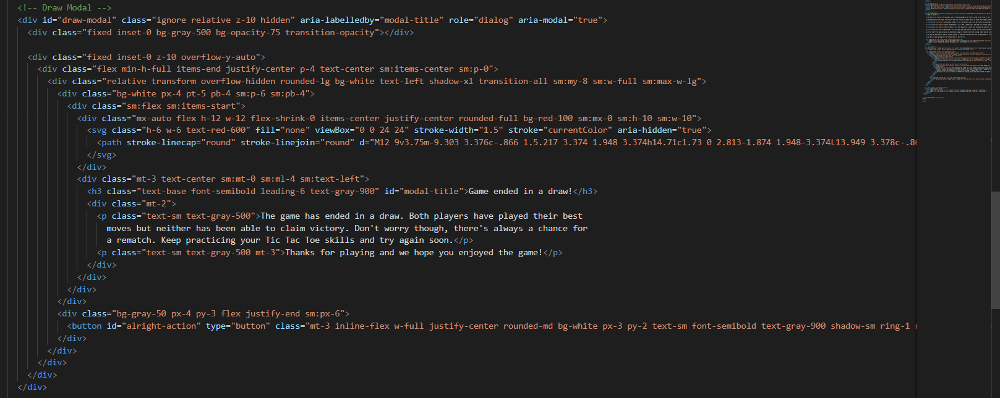 <!-- Draw Modal -->
<div id="draw-modal" class="ignore relative z-10 hidden" aria-labelledby="modal-title" role="dialog" aria-modal="true">
<div class="fixed inset-0 bg-gray-500 bg-opacity-75 transition-opacity"></div>
<div class="fixed inset-0 z-10 overflow-y-auto">
<div class="flex min-h-full items-end justify-center p-4 text-center sm:items-center sm:p-0">
<div class="relative transform overflow-hidden rounded-lg bg-white text-left shadow-xl transition-all sm:my-8 sm:w-full sm:max-w-lg">
<div class="bg-white px-4 pt-5 pb-4 sm:p-6 sm:pb-4">
<div class="sm:flex sm:items-start">
<div class="mx-auto flex h-12 w-12 flex-shrink-0 items-center justify-center rounded-full bg-red-100 sm:mx-0 sm:h-10 sm:w-10">
<svg class="h-6 w-6 text-red-600" fill="none" viewBox="0 0 24 24" stroke-width="1.5" stroke="currentColor" aria-hidden="true">
<path stroke-linecap="round" stroke-linejoin="round" d="M12 9v3.75m-9.303 3.376c-.866 1.5.217 3.374 1.948 3.374h14.71c1.73 0 2.813-1.874 1.948-3.374L13.949 3.378c-.86
</svg>
</div>
<div class="mt-3 text-center sm:mt-0 sm:ml-4 sm:text-left">
<h3 class="text-base font-semibold leading-6 text-gray-900" id="modal-title">Game ended in a draw!</h3>
<div class="mt-2">
<p class="text-sm text-gray-500">The game has ended in a draw. Both players have played their best
moves but neither has been able to claim victory. Don't worry though, there's always a chance for
a rematch. Keep practicing your Tic Tac Toe skills and try again soon.</p>
<p class="text-sm text-gray-500 mt-3">Thanks for playing and we hope you enjoyed the game!</p>
</div>
</div>
</div>
</div>
<div class="bg-gray-50 px-4 py-3 flex justify-end sm:px-6">
<button id="alright-action" type="button" class="mt-3 inline-flex w-full justify-center rounded-md bg-white px-3 py-2 text-sm font-semibold text-gray-900 shadow-sm ring-1
</div>
</div>
</div>
</div>
</div>